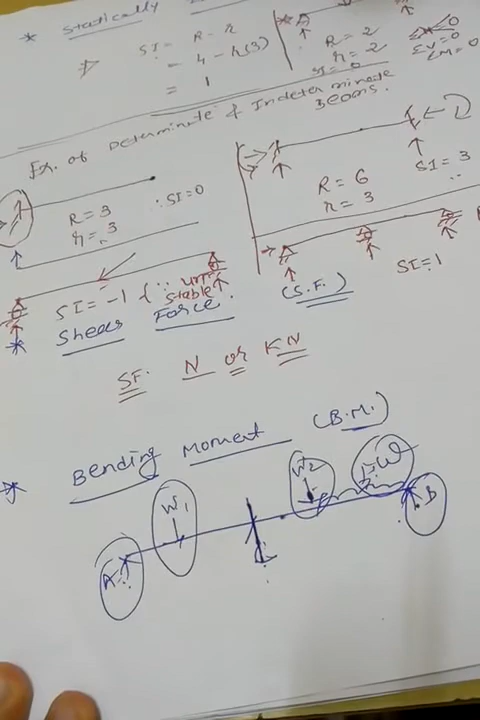 * Statically
SI = R - r
= 4 - r(3)
= 1
R = 2
r = 2
SI = 0
ΣV=0
ΣM=0
Ex. of Determinate & Indeterminate
Beams.
R = 3
r = 3
∴ SI=0
R = 6
r = 3
SI = 3
SI = -1 {∵ unstable
SI=1
* Shear Force (S.F.)
SF. N or KN
* Bending Moment (B.M.)
A
W1
W2
W
B